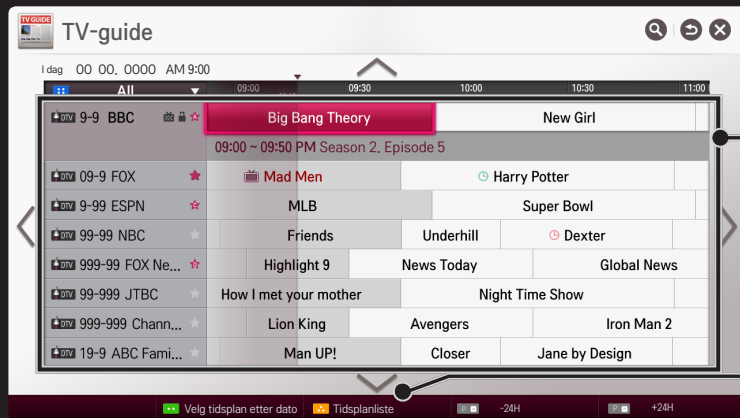 TV GUIDE
TV-guide
I dag 00 00, 0000 AM 9:00
All 09:00 09:30 10:00 10:30 11:00
DTV 9-9 BBC Big Bang Theory New Girl
09:00 ~ 09:50 PM Season 2, Episode 5
DTV 09-9 FOX Mad Men Harry Potter
DTV 9-99 ESPN MLB Super Bowl
DTV 99-99 NBC Friends Underhill Dexter
DTV 999-99 FOX Ne... Highlight 9 News Today Global News
DTV 99-999 JTBC How I met your mother Night Time Show
DTV 999-999 Chann... Lion King Avengers Iron Man 2
DTV 19-9 ABC Fami... Man UP! Closer Jane by Design
Velg tidsplan etter dato Tidsplanliste P -24H P +24H